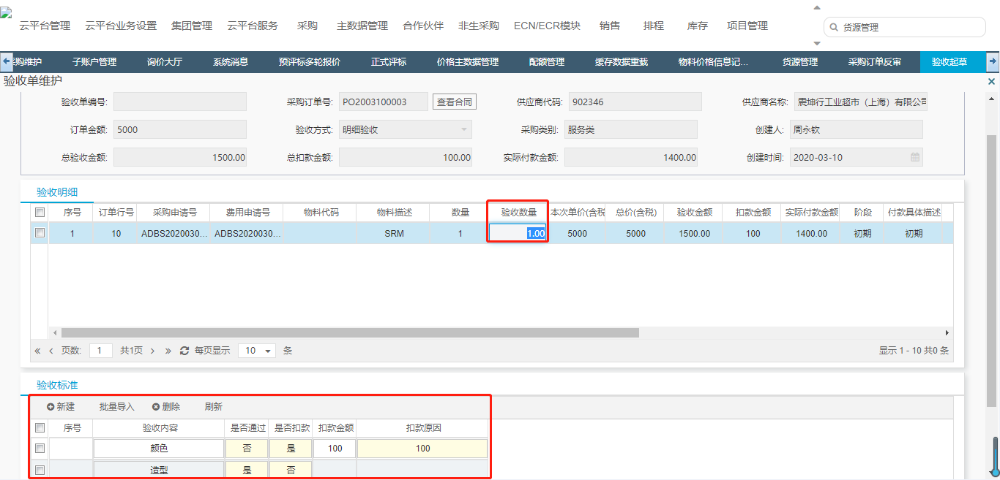 云平台管理 云平台业务设置 集团管理 云平台服务 采购 主数据管理 合作伙伴 非生采购 ECN/ECR模块 销售 排程 库存 项目管理 货源管理
购维护 子账户管理 询价大厅 系统消息 预评标多轮报价 正式评标 价格主数据管理 配额管理 缓存数据重载 物料价格信息记... 货源管理 采购订单反审 验收起草
验收单维护
验收单编号: 采购订单号: PO2003100003 查看合同 供应商代码: 902346 供应商名称: 震坤行工业超市（上海）有限公司
订单金额: 5000 验收方式: 明细验收 采购类别: 服务类 创建人: 周永钦
总验收金额: 1500.00 总扣款金额: 100.00 实际付款金额: 1400.00 创建时间: 2020-03-10
验收明细
序号 订单行号 采购申请号 费用申请号 物料代码 物料描述 数量 验收数量 本次单价(含税 总价(含税) 验收金额 扣款金额 实际付款金额 阶段 付款具体描述
1 10 ADBS2020030... ADBS2020030... SRM 1 1.00 5000 5000 1500.00 100 1400.00 初期 初期
« ‹ 页数: 1 共1页 › » 每页显示 10 条 显示 1 - 10 共0 条
验收标准
新建 批量导入 删除 刷新
序号 验收内容 是否通过 是否扣款 扣款金额 扣款原因
颜色 否 是 100 100
造型 是 否